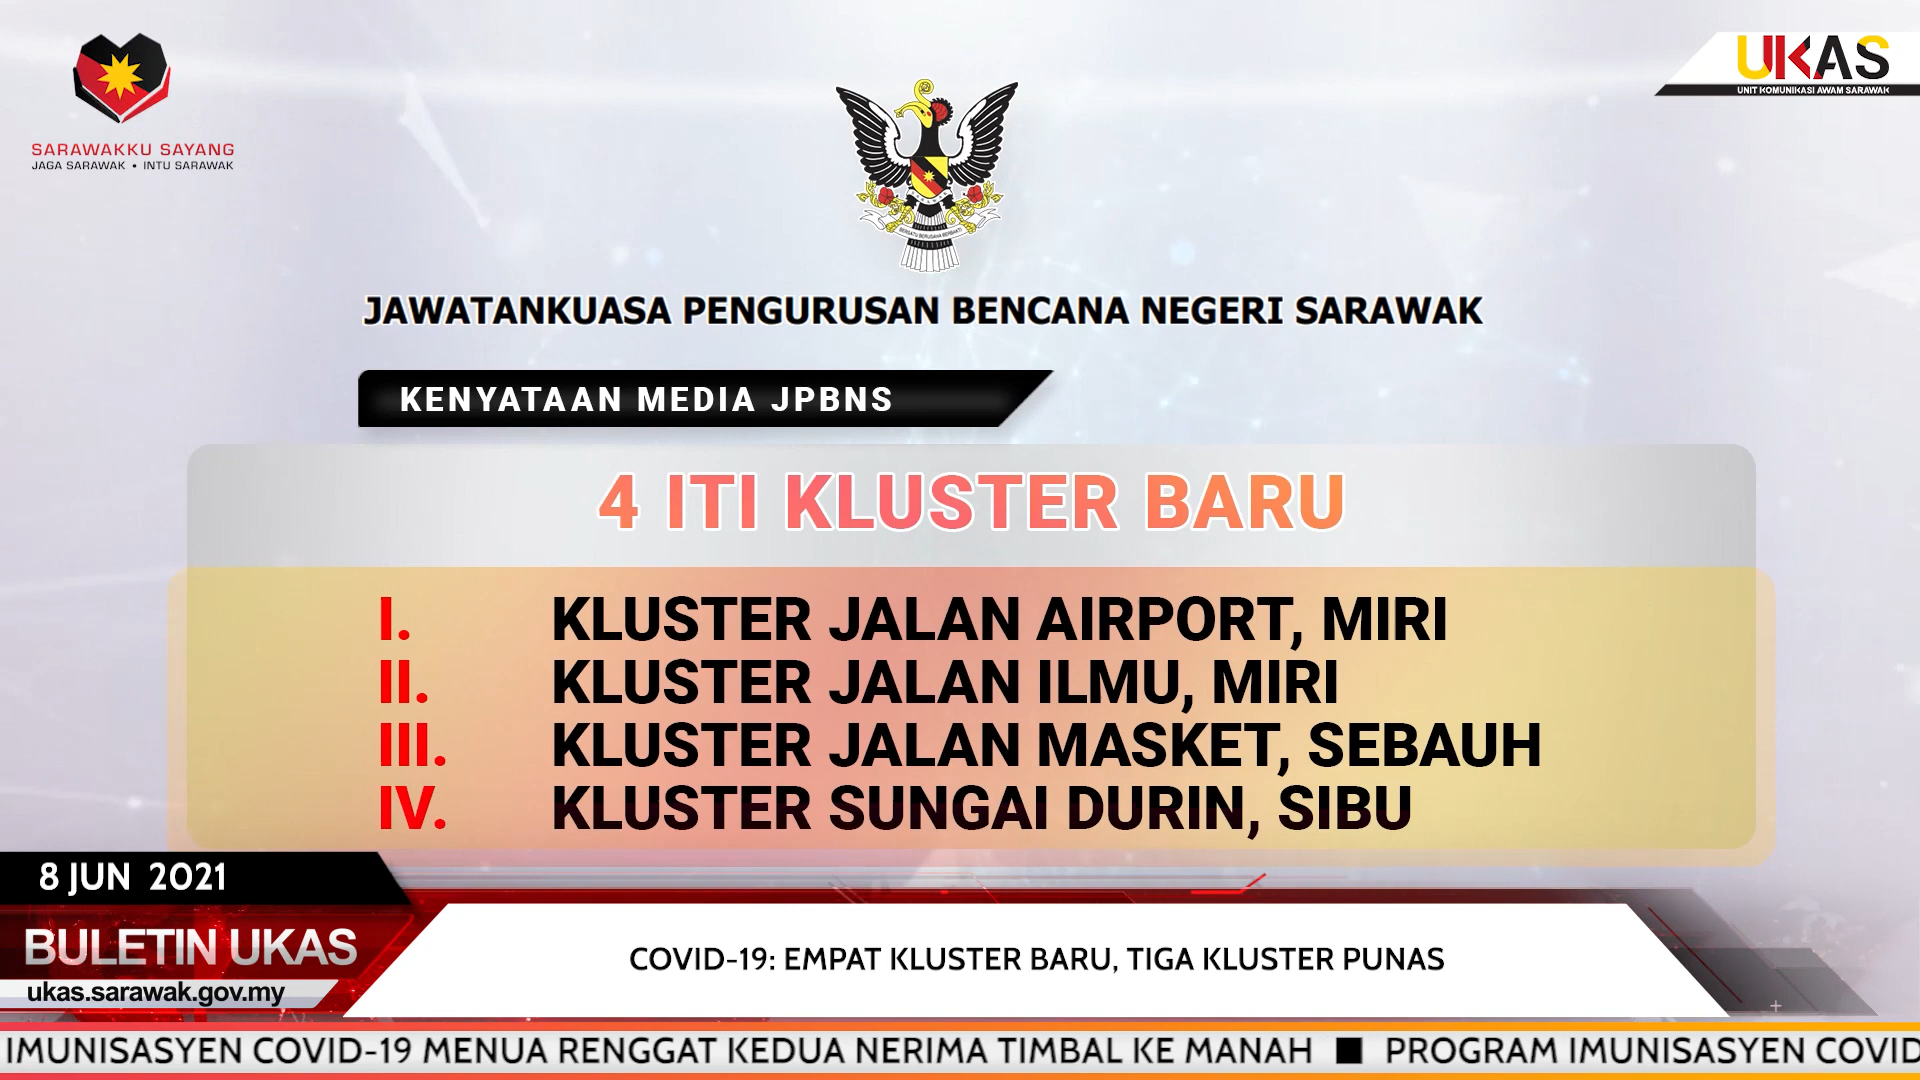 SARAWAKKU SAYANG
JAGA SARAWAK • INTU SARAWAK
UKAS
UNIT KOMUNIKASI AWAM SARAWAK
BERSATU BERUSAHA BERBAKTI
JAWATANKUASA PENGURUSAN BENCANA NEGERI SARAWAK
KENYATAAN MEDIA JPBNS
4 ITI KLUSTER BARU
I. KLUSTER JALAN AIRPORT, MIRI
II. KLUSTER JALAN ILMU, MIRI
III. KLUSTER JALAN MASKET, SEBAUH
IV. KLUSTER SUNGAI DURIN, SIBU
8 JUN 2021
BULETIN UKAS
ukas.sarawak.gov.my
COVID-19: EMPAT KLUSTER BARU, TIGA KLUSTER PUNAS
IMUNISASYEN COVID-19 MENUA RENGGAT KEDUA NERIMA TIMBAL KE MANAH ■ PROGRAM IMUNISASYEN COVID